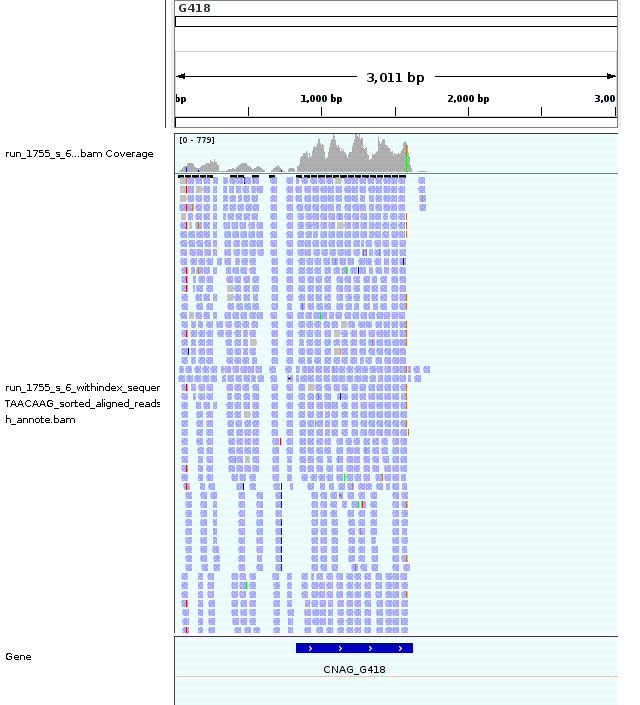 G418
3,011 bp
bp 1,000 bp 2,000 bp 3,00
[0 - 779]
run_1755_s_6...bam Coverage
run_1755_s_6_withindex_sequer
TAACAAG_sorted_aligned_reads
h_annote.bam
Gene
CNAG_G418